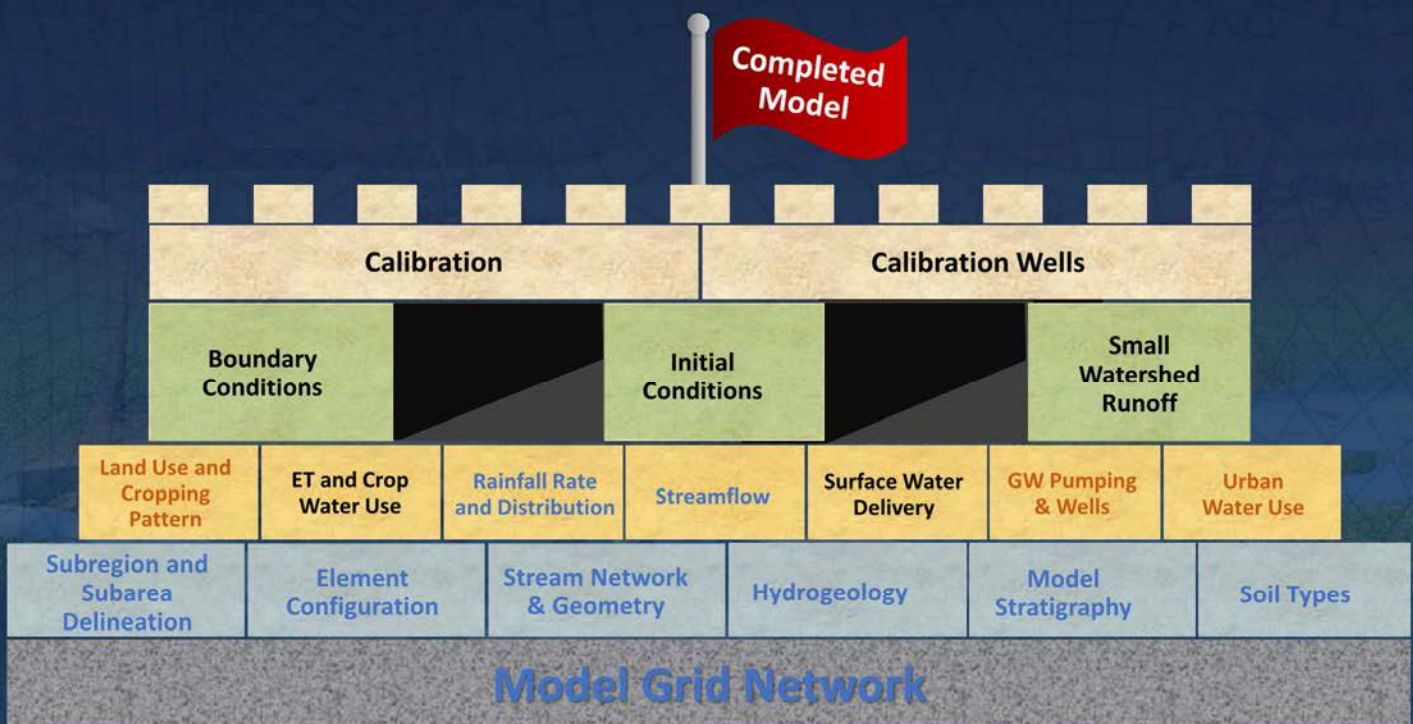 Completed
Model
Calibration
Calibration Wells
Boundary
Conditions
Initial
Conditions
Small
Watershed
Runoff
Land Use and
Cropping
Pattern
ET and Crop
Water Use
Rainfall Rate
and Distribution
Streamflow
Surface Water
Delivery
GW Pumping
& Wells
Urban
Water Use
Subregion and
Subarea
Delineation
Element
Configuration
Stream Network
& Geometry
Hydrogeology
Model
Stratigraphy
Soil Types
Model Grid Network